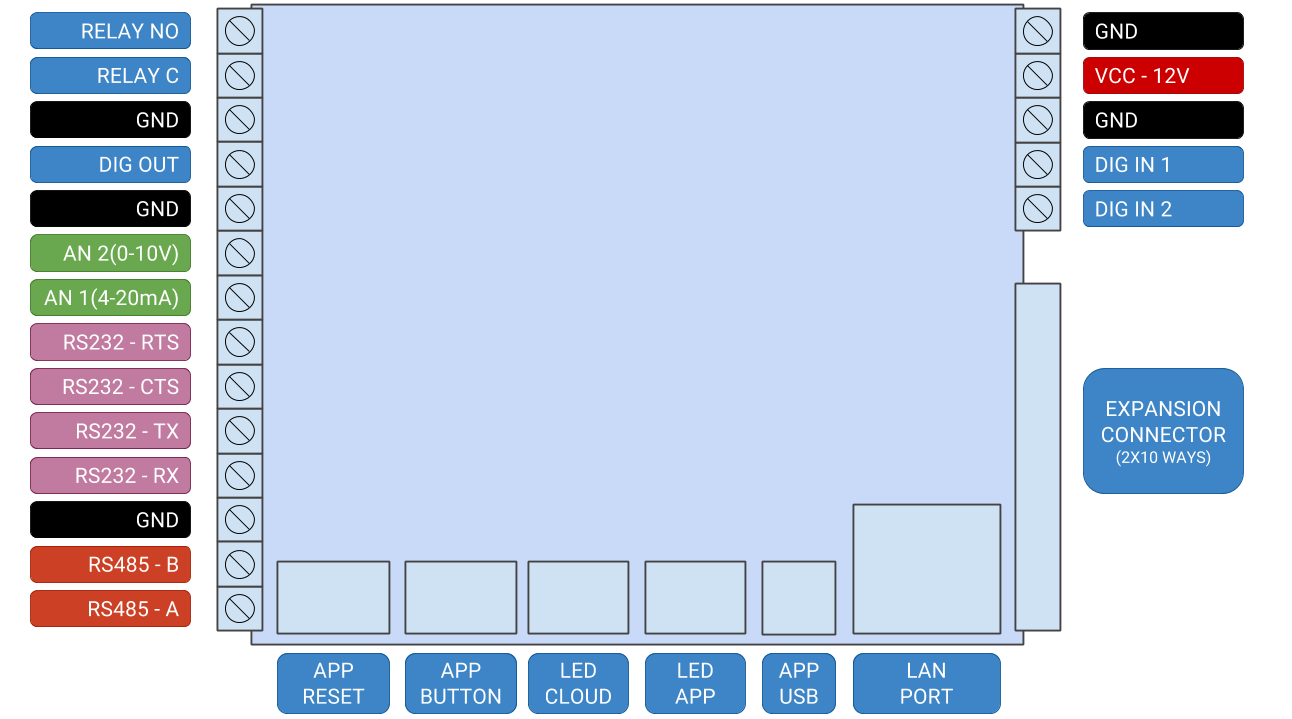 RELAY NO
RELAY C
GND
DIG OUT
GND
AN 2(0-10V)
AN 1(4-20mA)
RS232 - RTS
RS232 - CTS
RS232 - TX
RS232 - RX
GND
RS485 - B
RS485 - A
GND
VCC - 12V
GND
DIG IN 1
DIG IN 2
EXPANSION
CONNECTOR
(2X10 WAYS)
APP
RESET
APP
BUTTON
LED
CLOUD
LED
APP
APP
USB
LAN
PORT